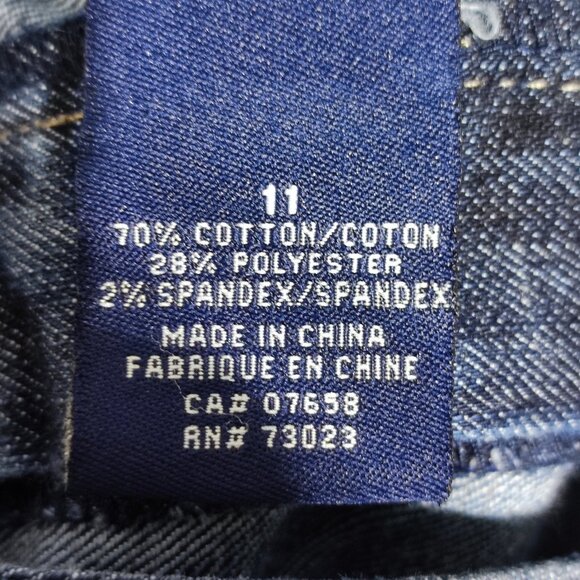 11
70% COTTON/COTON
28% POLYESTER
2% SPANDEX/SPANDEX
MADE IN CHINA
FABRIQUE EN CHINE
CA# 07658
RN# 73023